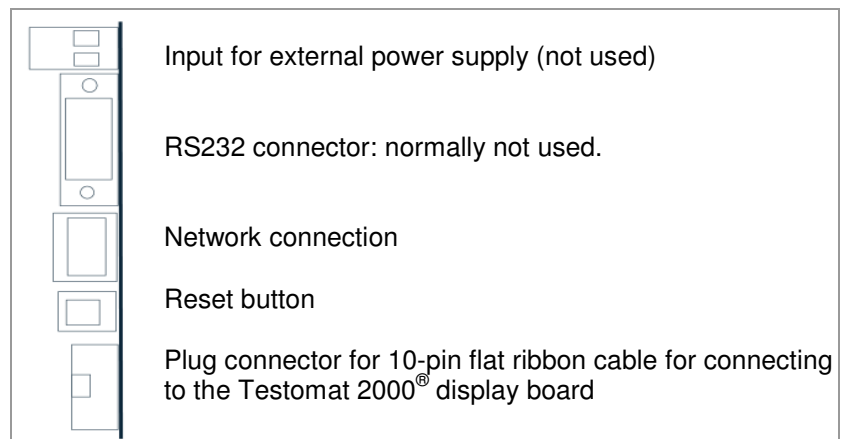 Input for external power supply (not used)
RS232 connector: normally not used.
Network connection
Reset button
Plug connector for 10-pin flat ribbon cable for connecting
to the Testomat 2000® display board